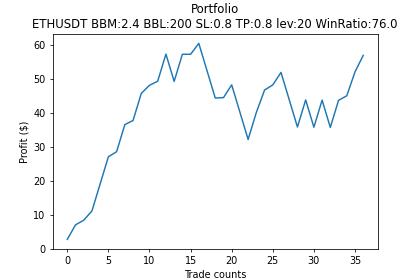 Portfolio
ETHUSDT BBM:2.4 BBL:200 SL:0.8 TP:0.8 lev:20 WinRatio:76.0
60
50
40
30
20
10
0
Profit ($)
0 5 10 15 20 25 30 35
Trade counts